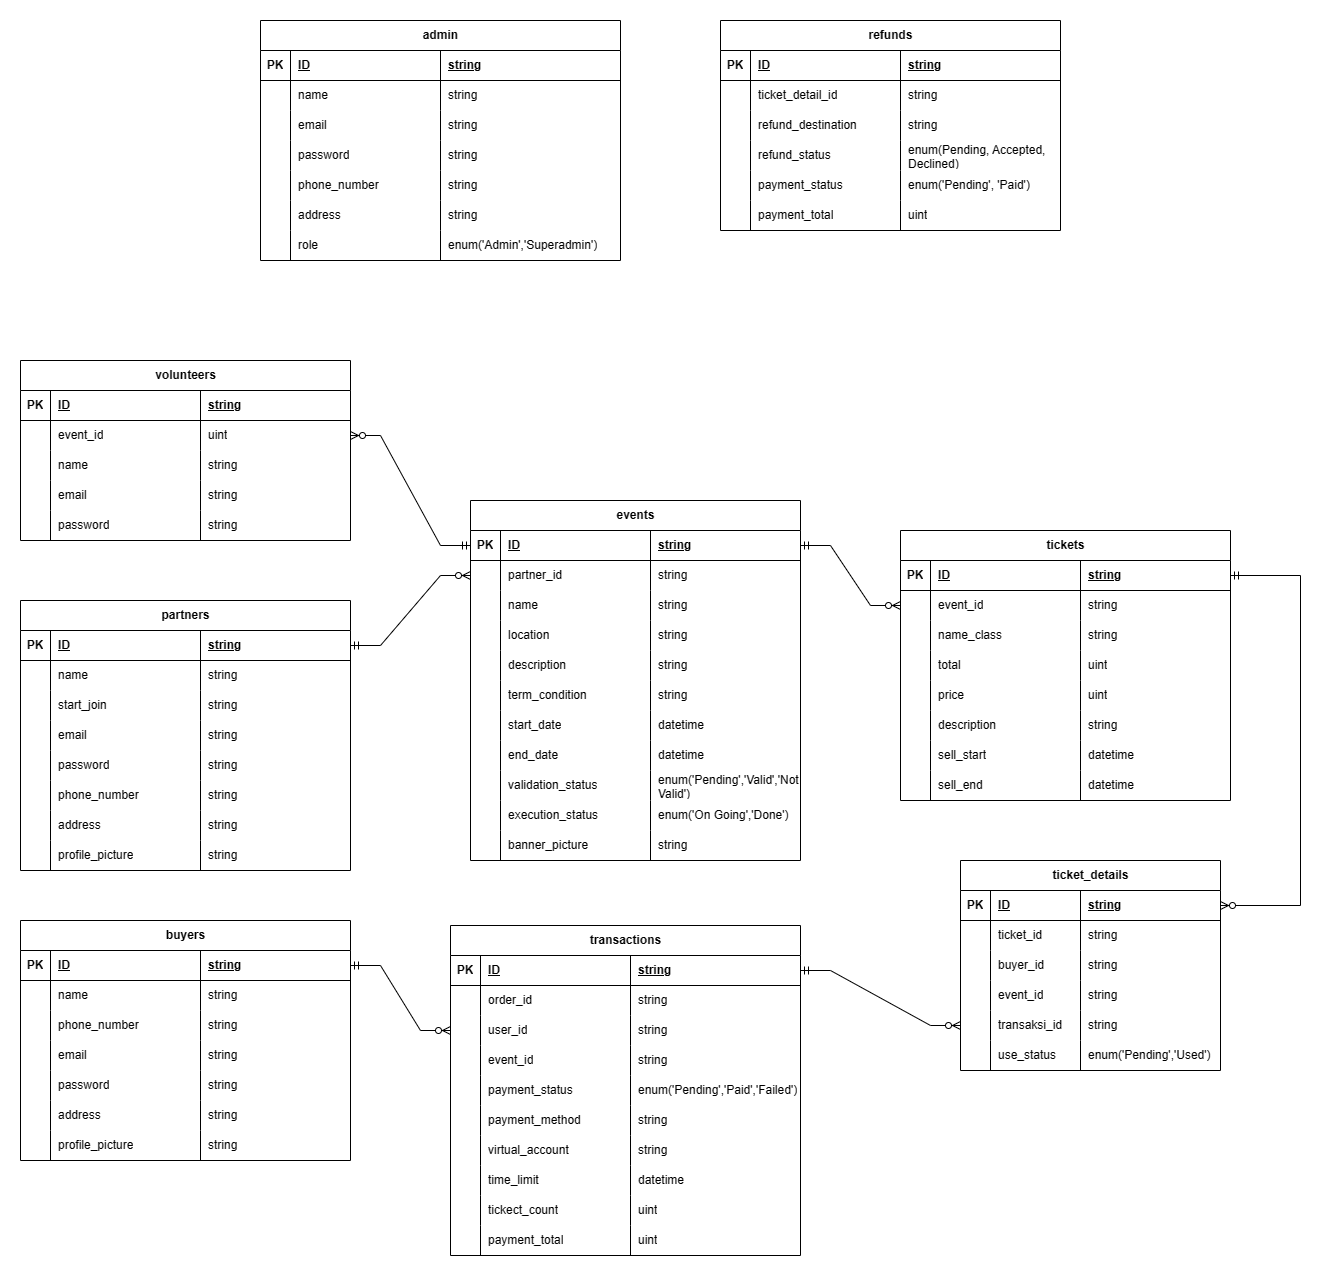 admin
PK ID string
name string
email string
password string
phone_number string
address string
role enum('Admin','Superadmin')
refunds
PK ID string
ticket_detail_id string
refund_destination string
refund_status enum(Pending, Accepted,
Declined)
payment_status enum('Pending', 'Paid')
payment_total uint
volunteers
PK ID string
event_id uint
name string
email string
password string
partners
PK ID string
name string
start_join string
email string
password string
phone_number string
address string
profile_picture string
events
PK ID string
partner_id string
name string
location string
description string
term_condition string
start_date datetime
end_date datetime
validation_status enum('Pending','Valid','Not
Valid')
execution_status enum('On Going','Done')
banner_picture string
tickets
PK ID string
event_id string
name_class string
total uint
price uint
description string
sell_start datetime
sell_end datetime
ticket_details
PK ID string
ticket_id string
buyer_id string
event_id string
transaksi_id string
use_status enum('Pending','Used')
buyers
PK ID string
name string
phone_number string
email string
password string
address string
profile_picture string
transactions
PK ID string
order_id string
user_id string
event_id string
payment_status enum('Pending','Paid','Failed')
payment_method string
virtual_account string
time_limit datetime
tickect_count uint
payment_total uint